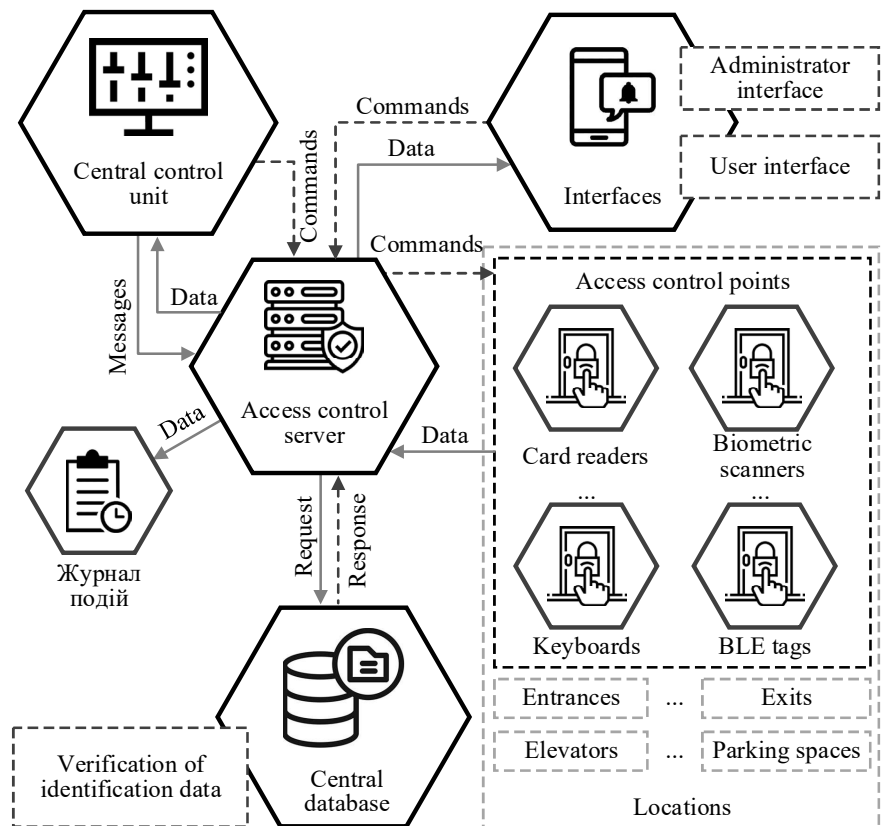 Central control
unit
Commands
Data
Interfaces
Administrator
interface
User interface
Commands
Messages
Data
Access control
server
Commands
Data
Data
Журнал
подій
Request
Response
Access control points
Card readers
Biometric
scanners
...
...
Keyboards
BLE tags
Entrances
...
Exits
Elevators
...
Parking spaces
Locations
Verification of
identification data
Central
database